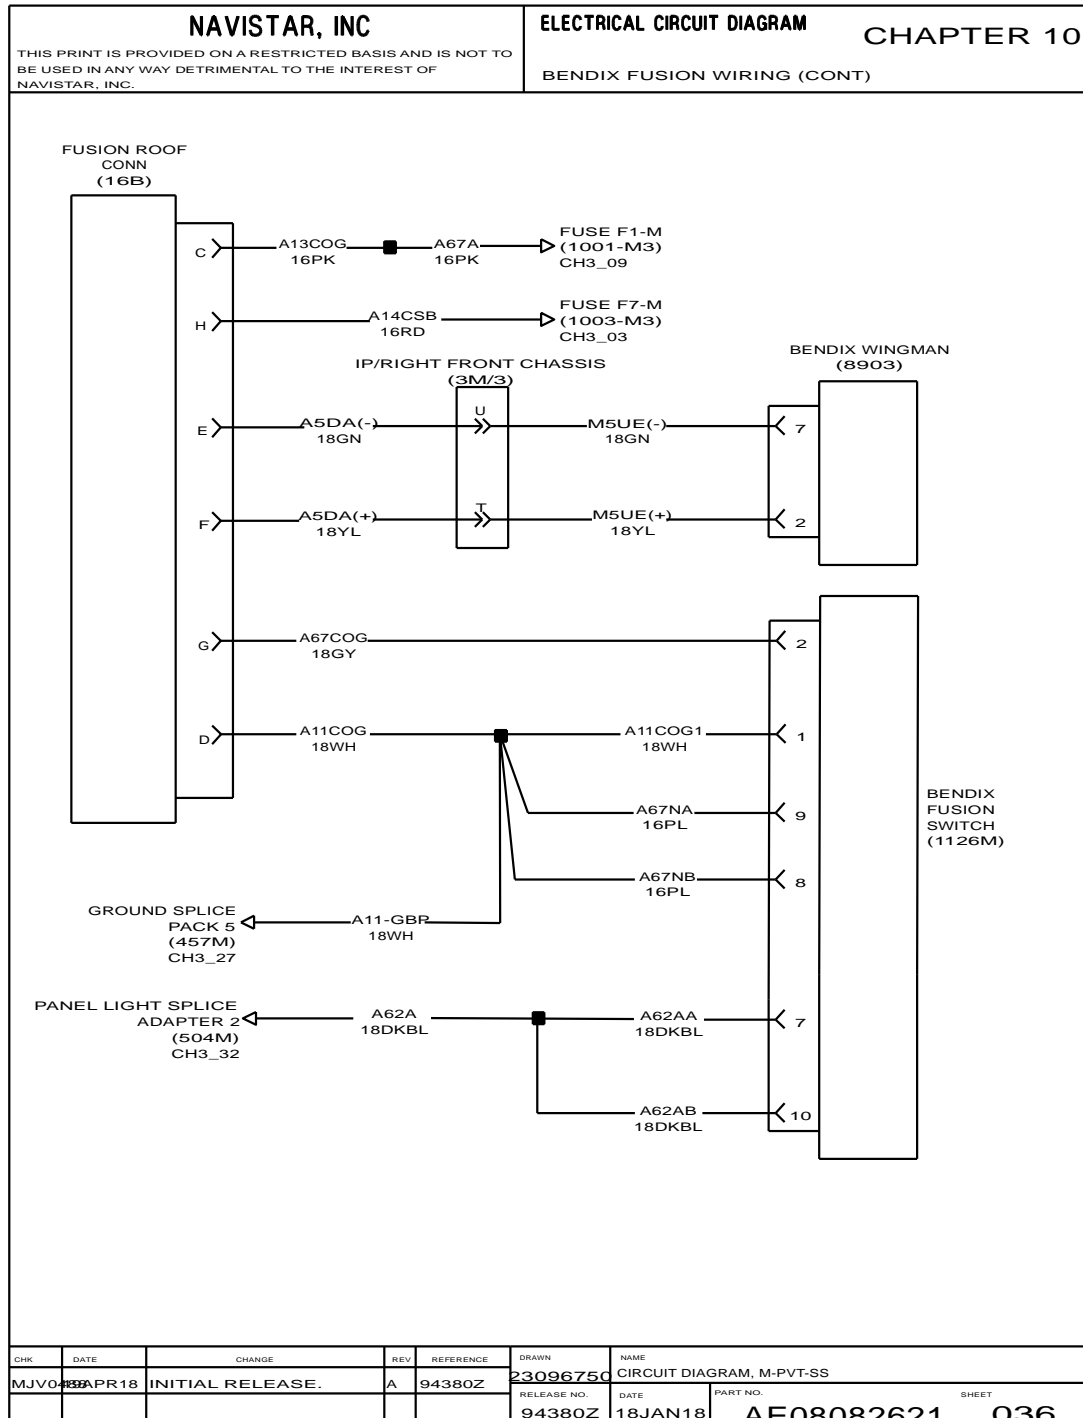 NAVISTAR, INC
THIS PRINT IS PROVIDED ON A RESTRICTED BASIS AND IS NOT TO
BE USED IN ANY WAY DETRIMENTAL TO THE INTEREST OF
NAVISTAR, INC.
ELECTRICAL CIRCUIT DIAGRAM
CHAPTER 10
BENDIX FUSION WIRING (CONT)
FUSION ROOF
CONN
(16B)
C
A13COG
16PK
A67A
16PK
FUSE F1-M
(1001-M3)
CH3_09
H
A14CSB
16RD
FUSE F7-M
(1003-M3)
CH3_03
IP/RIGHT FRONT CHASSIS
(3M/3)
BENDIX WINGMAN
(8903)
E
A5DA(-)
18GN
U
M5UE(-)
18GN
7
F
A5DA(+)
18YL
T
M5UE(+)
18YL
2
G
A67COG
18GY
2
D
A11COG
18WH
A11COG1
18WH
1
A67NA
16PL
9
A67NB
16PL
8
BENDIX
FUSION
SWITCH
(1126M)
GROUND SPLICE
PACK 5
(457M)
CH3_27
A11-GBP
18WH
PANEL LIGHT SPLICE
ADAPTER 2
(504M)
CH3_32
A62A
18DKBL
A62AA
18DKBL
7
A62AB
18DKBL
10
CHK DATE CHANGE REV REFERENCE
APR18 INITIAL RELEASE. A 94380Z
DRAWN
23096750
NAME
CIRCUIT DIAGRAM, M-PVT-SS
RELEASE NO.
94380Z
DATE
18JAN18
PART NO.
AE08082621
SHEET
036